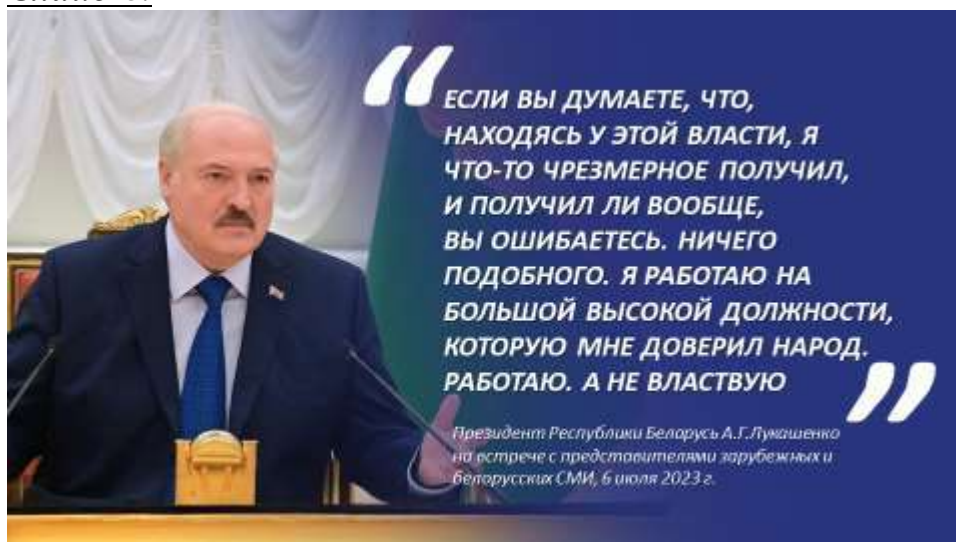 ЕСЛИ ВЫ ДУМАЕТЕ, ЧТО,
НАХОДЯСЬ У ЭТОЙ ВЛАСТИ, Я
ЧТО-ТО ЧРЕЗМЕРНОЕ ПОЛУЧИЛ,
И ПОЛУЧИЛ ЛИ ВООБЩЕ,
ВЫ ОШИБАЕТЕСЬ. НИЧЕГО
ПОДОБНОГО. Я РАБОТАЮ НА
БОЛЬШОЙ ВЫСОКОЙ ДОЛЖНОСТИ,
КОТОРУЮ МНЕ ДОВЕРИЛ НАРОД.
РАБОТАЮ. А НЕ ВЛАСТВУЮ
Президент Республики Беларусь А.Г.Лукашенко
на встрече с представителями зарубежных и
белорусских СМИ, 6 июля 2023 г.